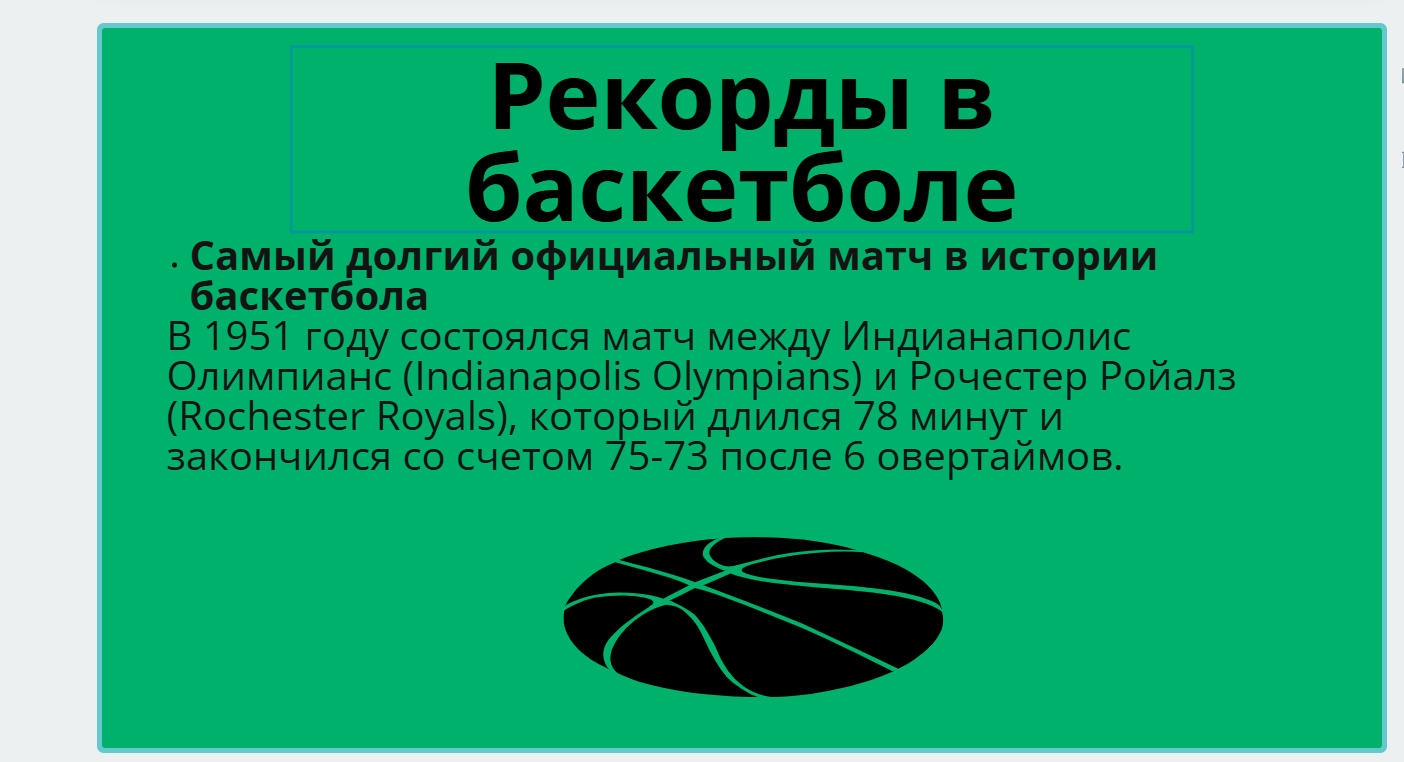 Рекорды в
баскетболе
. Самый долгий официальный матч в истории
баскетбола
В 1951 году состоялся матч между Индианаполис
Олимпианс (Indianapolis Olympians) и Рочестер Ройалз
(Rochester Royals), который длился 78 минут и
закончился со счетом 75-73 после 6 овертаймов.